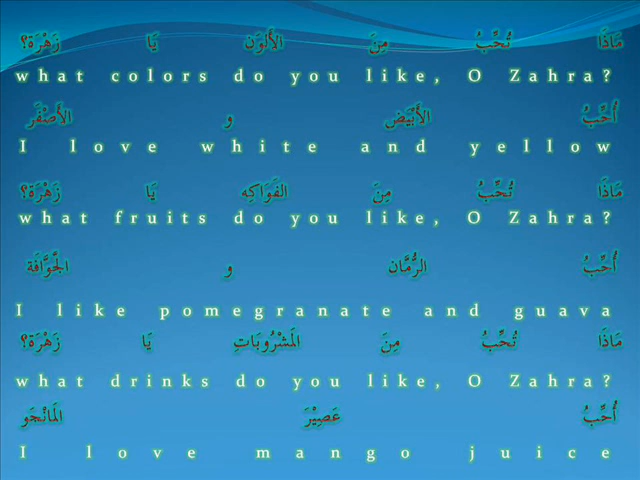 مَاذَا تُحِّبُ مِنَ الأَلوَن يَا زَهْرَة؟
what colors do you like, O Zahra?
أُحِّبُ الأَبْيَض و الأَصْفَر
I love white and yellow
مَاذَا تُحِّبُ مِنَ الفَوَاكِه يَا زَهْرَة؟
what fruits do you like, O Zahra?
أُحِّبُ الرُّمَّان و الجَّوَّافَة
I like pomegranate and guava
مَاذَا تُحِّبُ مِنَ المَشْرُوبَاتِ يَا زَهْرَة؟
what drinks do you like, O Zahra?
أُحِّبُ عَصِيْرَ المَانْجَو
I love mango juice